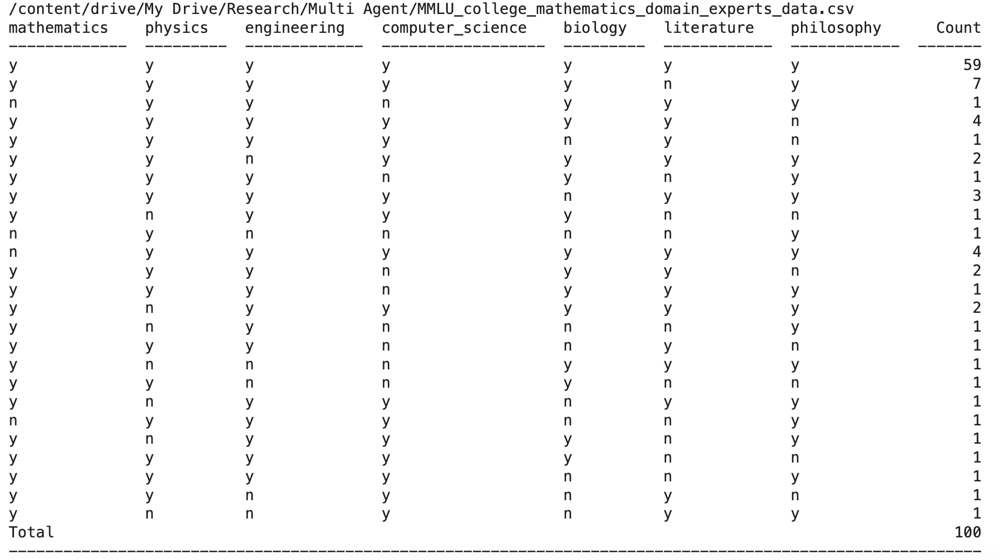 /content/drive/My Drive/Research/Multi Agent/MMLU_college_mathematics_domain_experts_data.csv
mathematics physics engineering computer_science biology literature philosophy Count
------------- --------- ------------- ------------------ --------- ------------ ------------ -------
y y y y y y y 59
y y y y y n y 7
n y y n y y y 1
y y y y y y n 4
y y y y n y n 1
y y n y y y y 2
y y y n y n y 1
y y y y n y y 3
y n y y y n n 1
n y n n n n y 1
n y y y y y y 4
y y y n y y n 2
y y y n y y y 1
y n y y y y y 2
y n y n n n y 1
y y y n n y n 1
y n n n y y y 1
y y n n y n n 1
y n y y n y y 1
n y y y n n y 1
y n y y y n y 1
y y y y y n n 1
y y y y n n y 1
y y n y n y n 1
y n n y n y y 1
Total 100
-----------------------------------------------------------------------------------------------------------